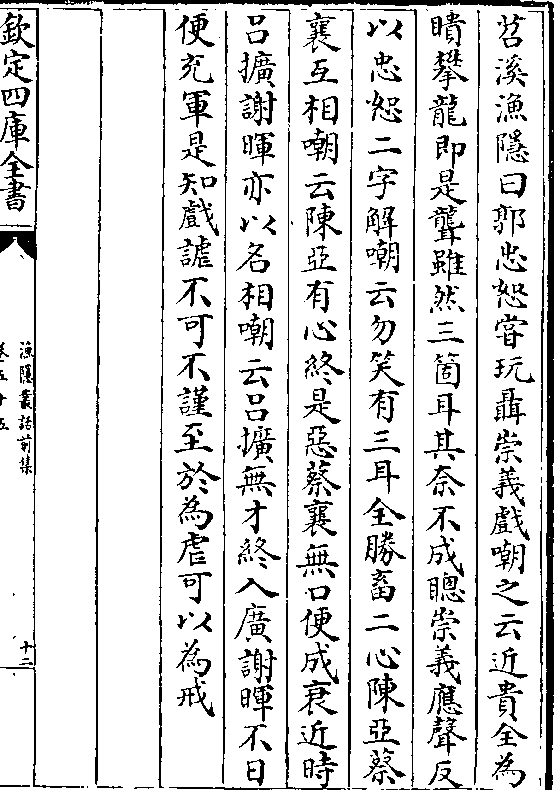 苕溪漁隱曰郭忠恕嘗玩聶崇義戲嘲之云近貴全為
聵攀龍即是聾雖然三箇耳其奈不成聰崇義應聲反
以忠恕二字解嘲云勿笑有三耳全勝畜二心陳亞蔡
襄互相嘲云陳亞有心終是惡蔡襄無口便成衰近時
吕擴謝暉亦以名相嘲云吕擴無才終入廣謝暉不日
便充軍是知戲謔不可不謹至於為虐可以為戒
欽定四庫全書
漁隱叢話前集
卷五十五
十二